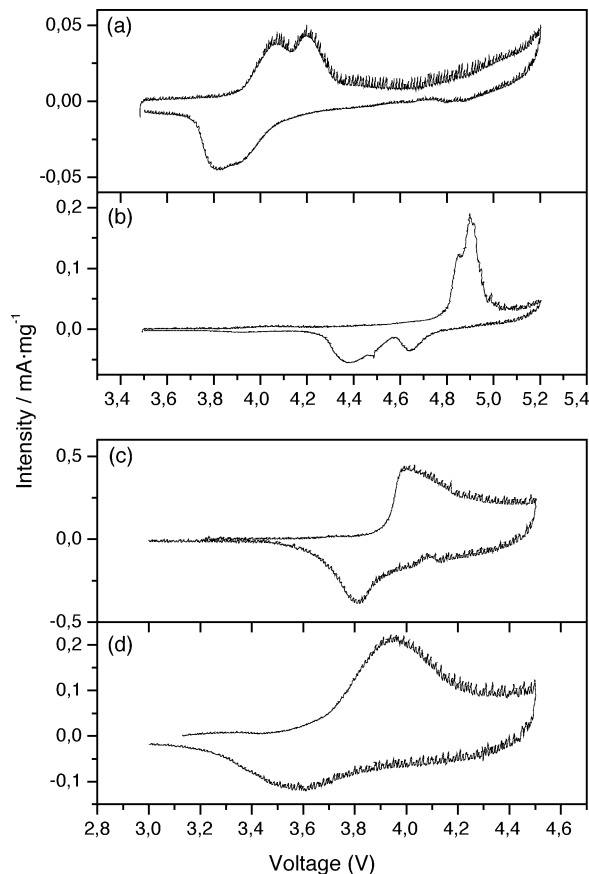 (a)
0,05
0,00
-0,05
(b)
0,2
0,1
0,0
3,4 3,6 3,8 4,0 4,2 4,4 4,6 4,8 5,0 5,2 5,4
Intensity / mA·mg⁻¹
(c)
0,5
0,0
-0,5
(d)
0,2
0,1
0,0
-0,1
2,8 3,0 3,2 3,4 3,6 3,8 4,0 4,2 4,4 4,6
Voltage (V)